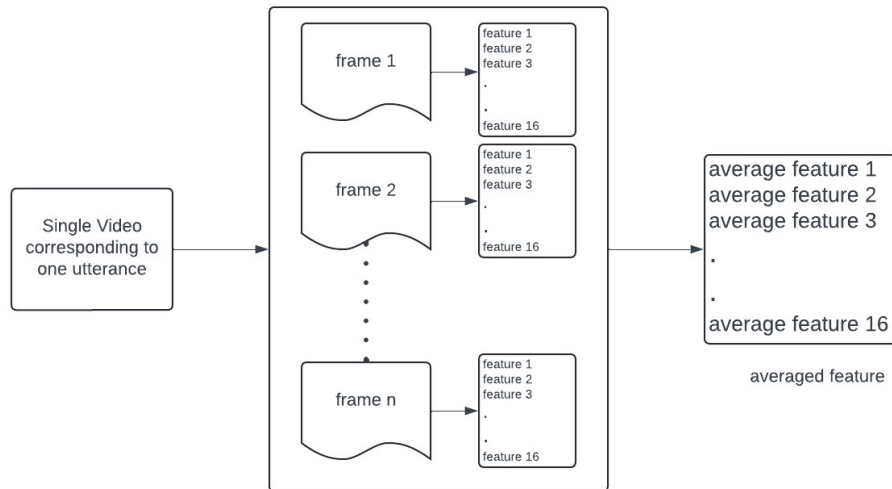 Single Video
corresponding to
one utterance
frame 1
feature 1
feature 2
feature 3
.
.
feature 16
frame 2
feature 1
feature 2
feature 3
.
.
feature 16
frame n
feature 1
feature 2
feature 3
.
.
feature 16
average feature 1
average feature 2
average feature 3
.
.
average feature 16
averaged feature